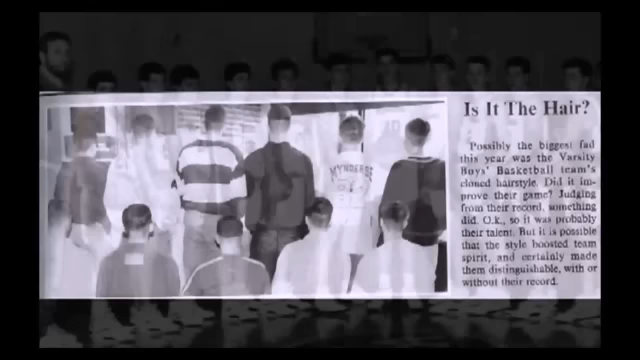 Is It The Hair?
Possibly the biggest fad
this year was the Varsity
Boys' Basketball team's
cloned hairstyle. Did it im-
prove their game? Judging
from their record, something
did. O.k., so it was probably
their talent. But it is possible
that the style boosted team
spirit, and certainly made
them distinguishable, with or
without their record.
MYNDERSE